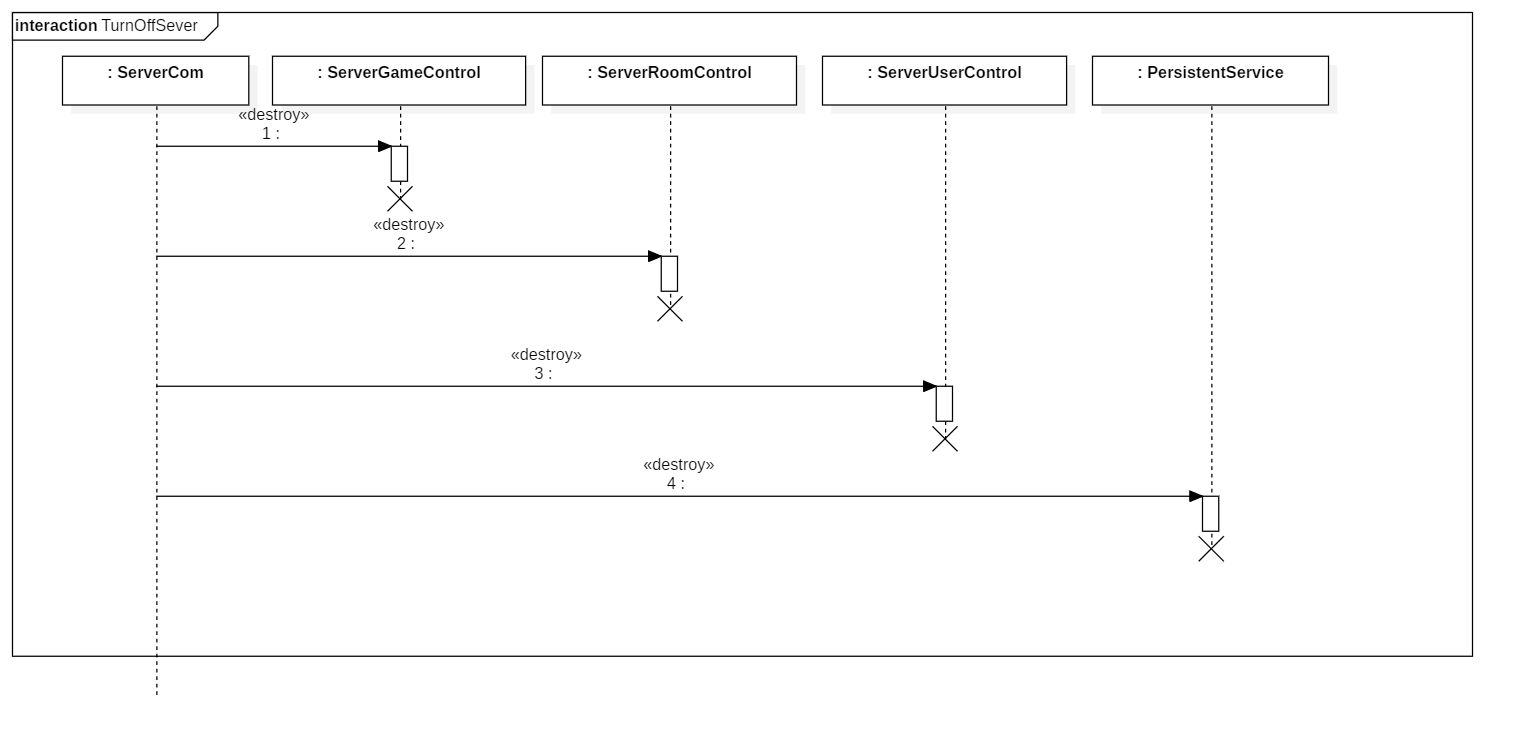 interaction TurnOffSever
: ServerCom
: ServerGameControl
: ServerRoomControl
: ServerUserControl
: PersistentService
«destroy»
1 :
«destroy»
2 :
«destroy»
3 :
«destroy»
4 :